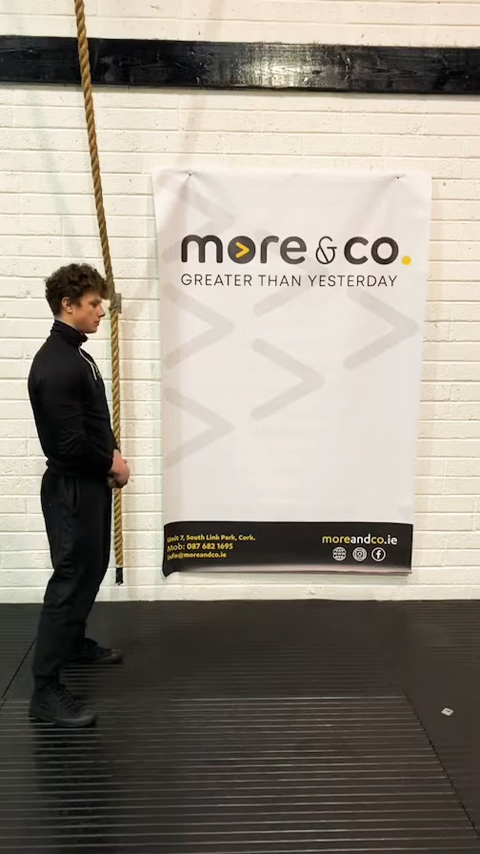 more & co.
GREATER THAN YESTERDAY
Unit 7, South Link Park, Cork.
Mob: 087 682 1695
info@moreandco.ie
moreandco.ie